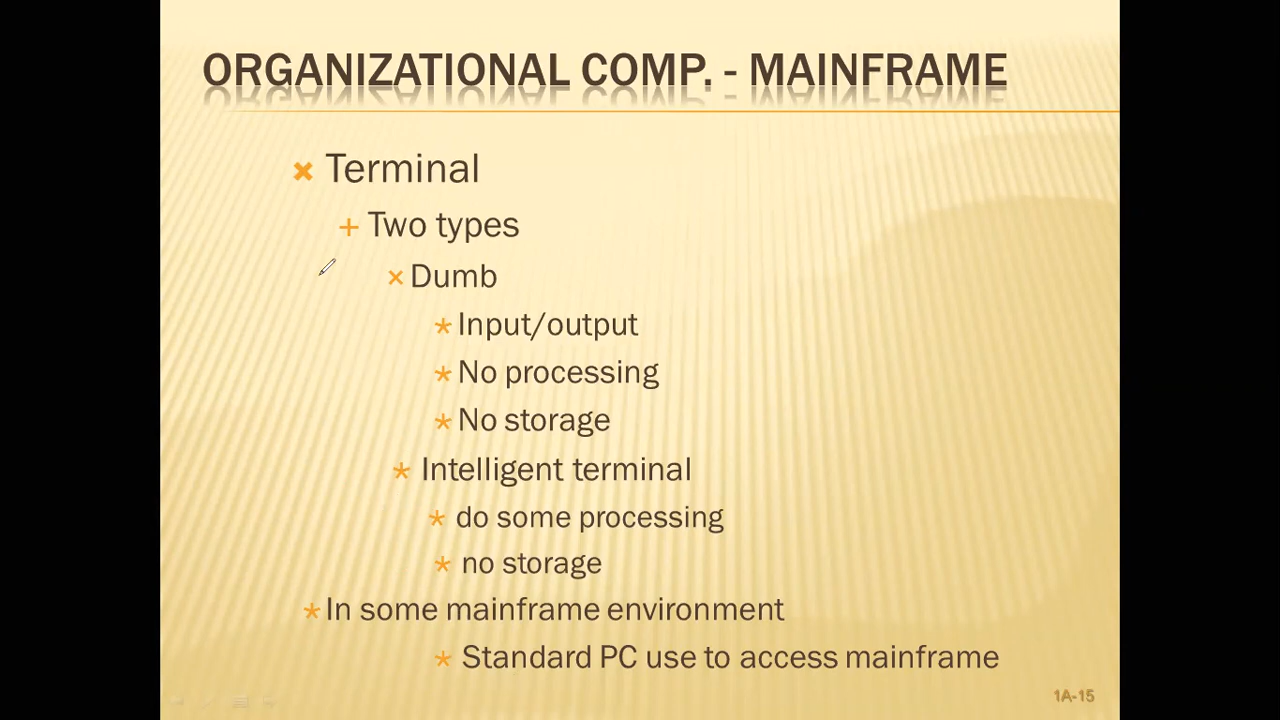 ORGANIZATIONAL COMP. - MAINFRAME
Terminal
Two types
Dumb
Input/output
No processing
No storage
Intelligent terminal
do some processing
no storage
In some mainframe environment
Standard PC use to access mainframe
1A-15